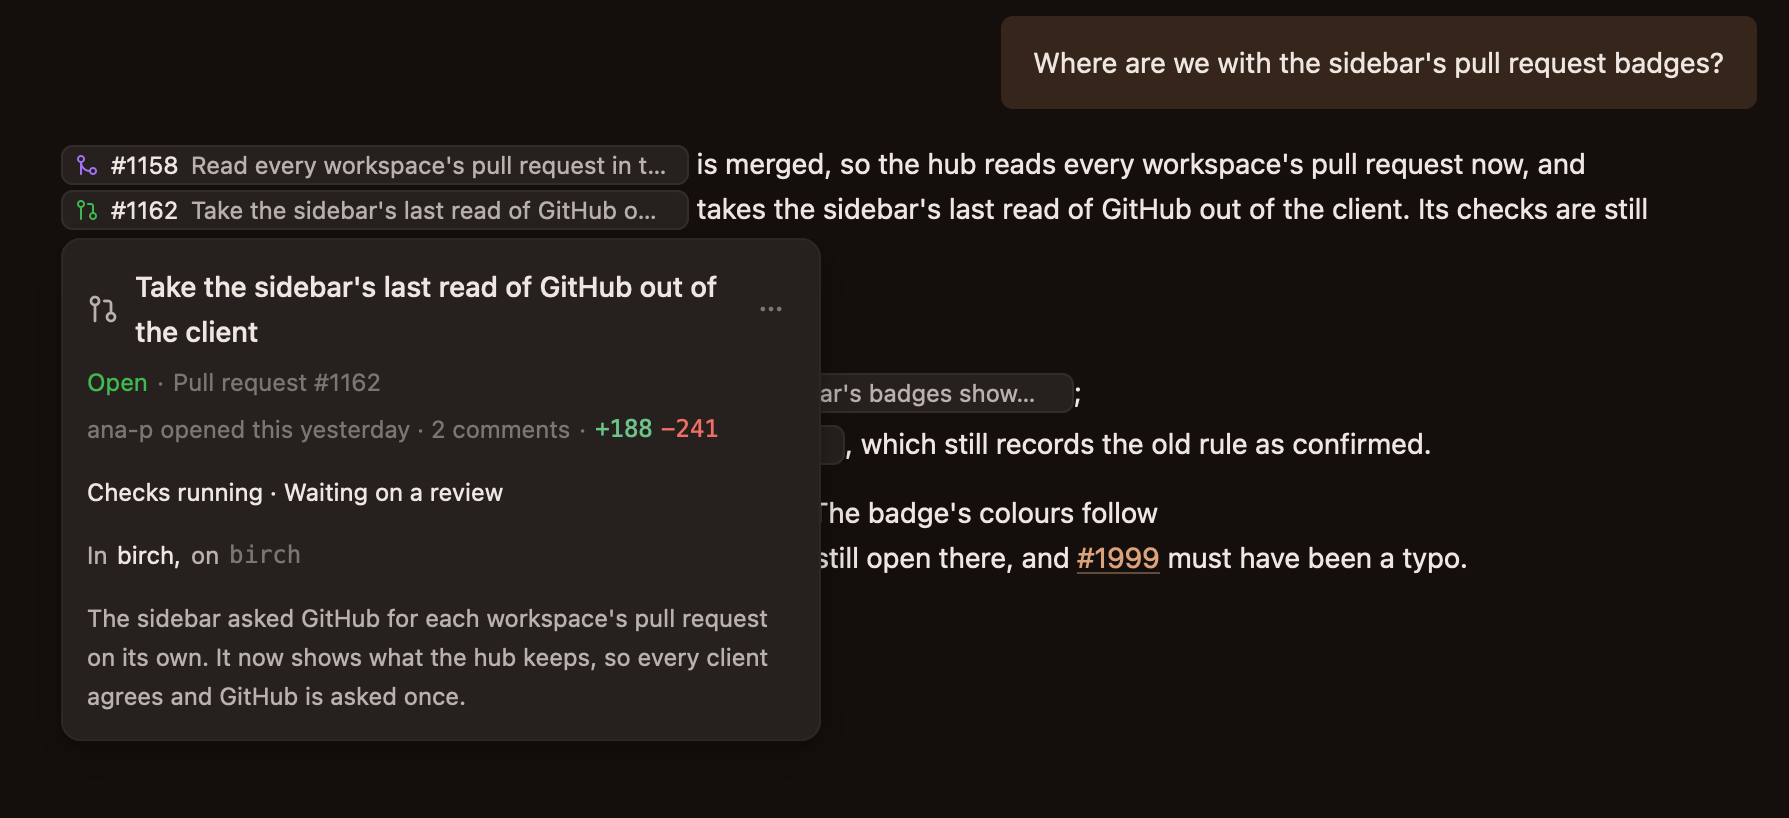 Where are we with the sidebar's pull request badges?
#1158 Read every workspace's pull request in t... is merged, so the hub reads every workspace's pull request now, and
#1162 Take the sidebar's last read of GitHub o... takes the sidebar's last read of GitHub out of the client. Its checks are still
Take the sidebar's last read of GitHub out of
the client
...
Open · Pull request #1162
ana-p opened this yesterday · 2 comments · +188 −241
Checks running · Waiting on a review
In birch, on birch
The sidebar asked GitHub for each workspace's pull request
on its own. It now shows what the hub keeps, so every client
agrees and GitHub is asked once.
ar's badges show... ;
, which still records the old rule as confirmed.
The badge's colours follow
still open there, and #1999 must have been a typo.